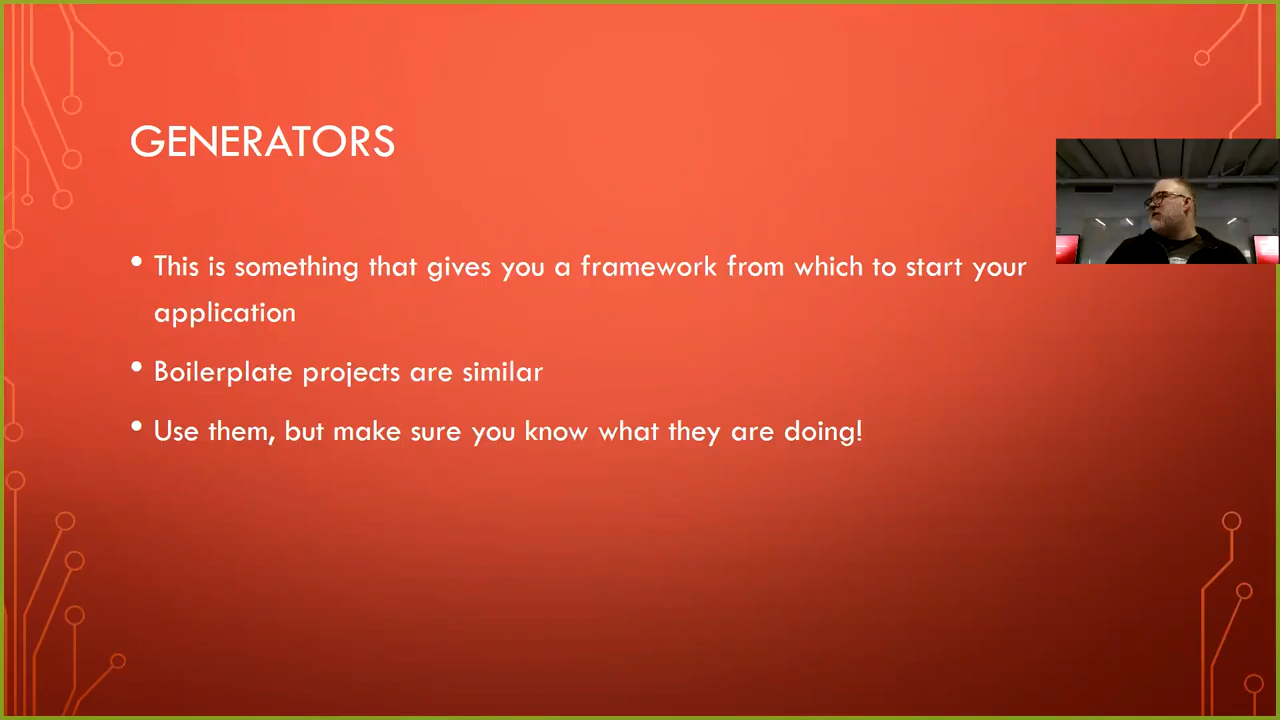 GENERATORS
• This is something that gives you a framework from which to start your
application
• Boilerplate projects are similar
• Use them, but make sure you know what they are doing!